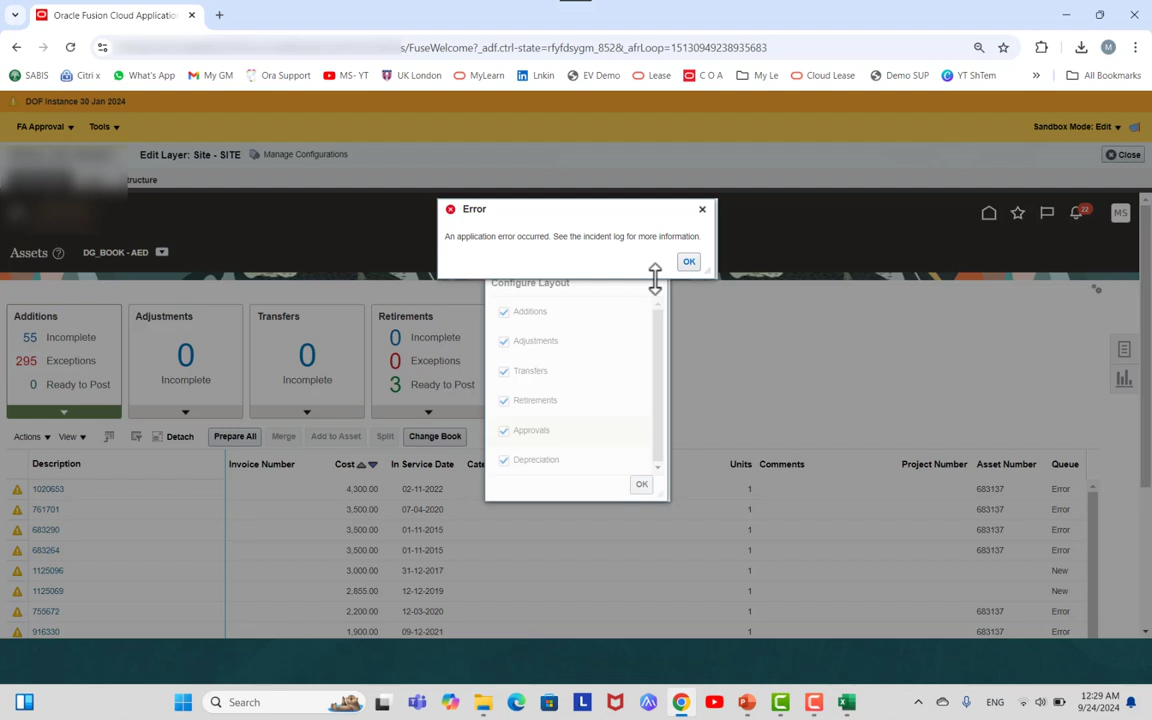 Oracle Fusion Cloud Applicatio
s/FuseWelcome?_adf.ctrl-state=rfyfdsygm_852&_afrLoop=15130949238935683
M
SABIS
Citri x
What's App
My GM
Ora Support
MS- YT
UK London
MyLearn
Lnkin
EV Demo
Lease
C O A
My Le
Cloud Lease
Demo SUP
YT ShTem
All Bookmarks
DOF Instance 30 Jan 2024
FA Approval
Tools
Sandbox Mode: Edit
Edit Layer: Site - SITE
Manage Configurations
Close
tructure
Error
An application error occurred. See the incident log for more information.
OK
22
MS
Assets
DG_BOOK - AED
Configure Layout
Additions
Adjustments
Transfers
Retirements
Approvals
Depreciation
OK
Additions
55 Incomplete
295 Exceptions
0 Ready to Post
Adjustments
0
Incomplete
Transfers
0
Incomplete
Retirements
0 Incomplete
0 Exceptions
3 Ready to Post
Actions View Detach Prepare All Merge Add to Asset Split Change Book
Description Invoice Number Cost In Service Date Cate Units Comments Project Number Asset Number Queue
1020653 4,300.00 02-11-2022 1 683137 Error
761701 3,500.00 07-04-2020 1 683137 Error
683290 3,500.00 01-11-2015 1 683137 Error
683264 3,500.00 01-11-2015 1 683137 Error
1125096 3,000.00 31-12-2017 1 New
1125069 2,855.00 12-12-2019 1 New
755672 2,200.00 12-03-2020 1 683137 Error
916330 1,900.00 09-12-2021 1 683137 Error
Search
ENG
12:29 AM
9/24/2024